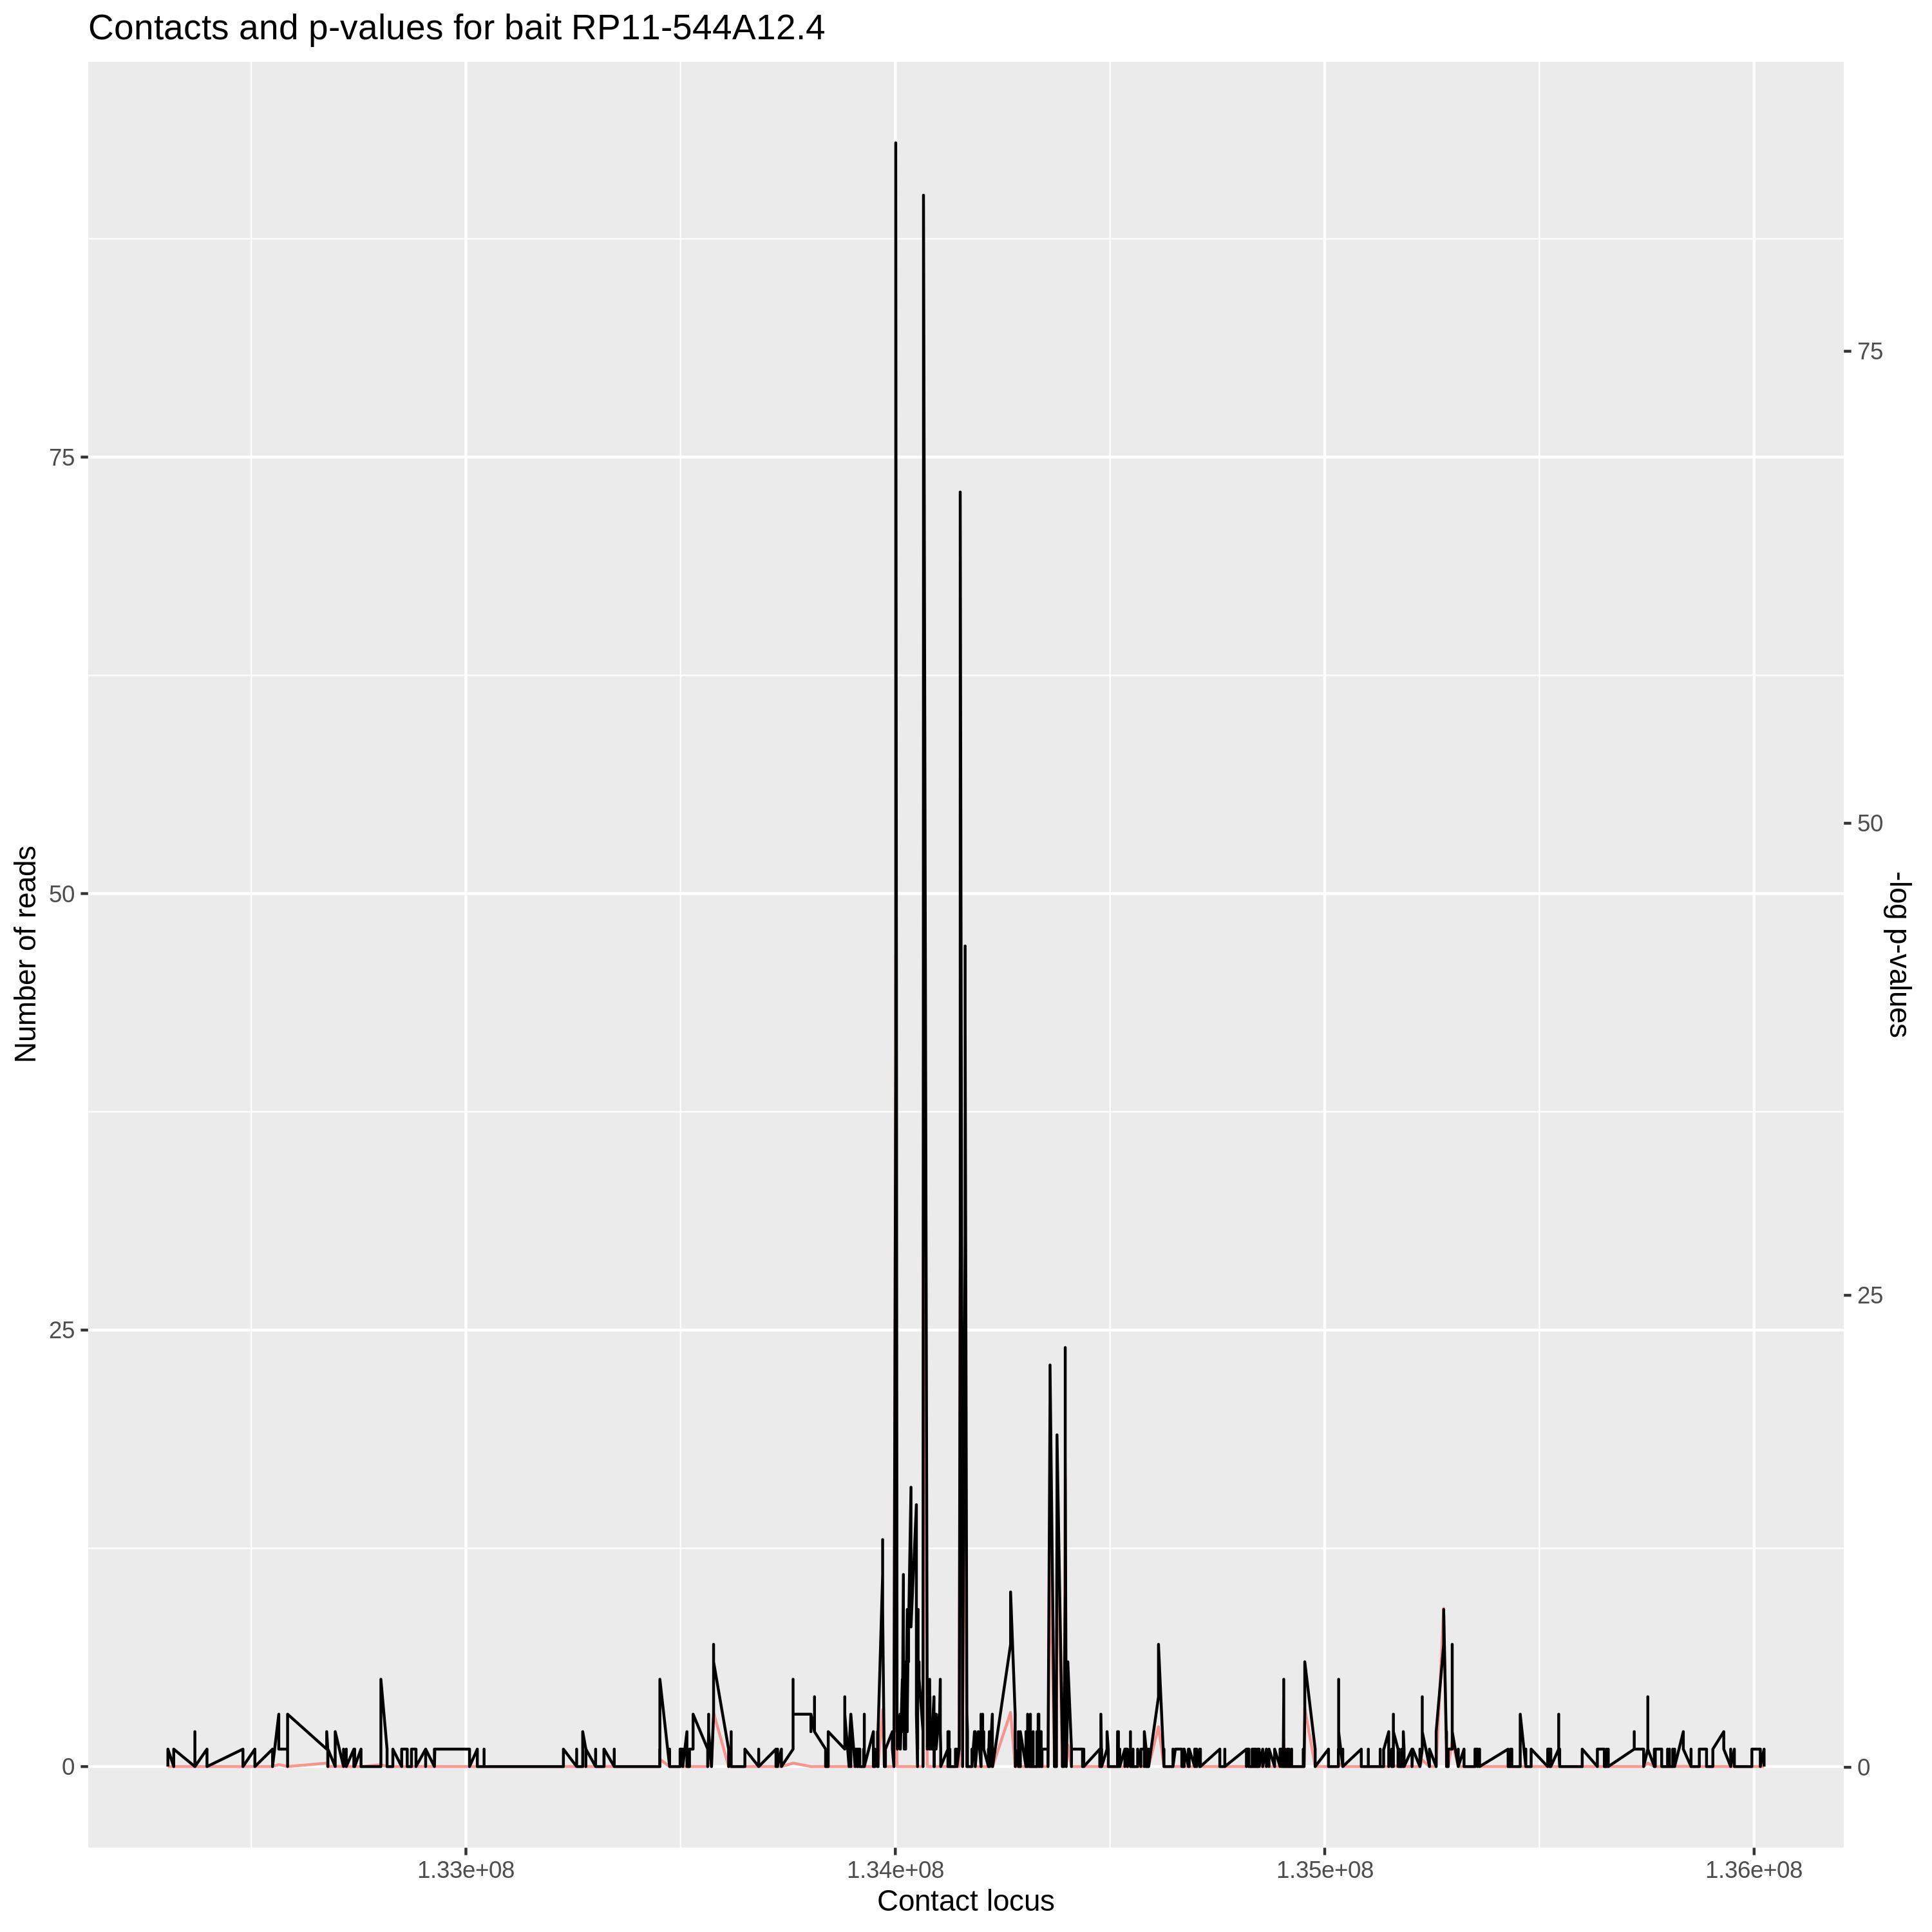 Contacts and p-values for bait RP11-544A12.4
Number of reads
75
50
25
0
75
50
25
0
-log p-values
1.33e+08 1.34e+08 1.35e+08 1.36e+08
Contact locus